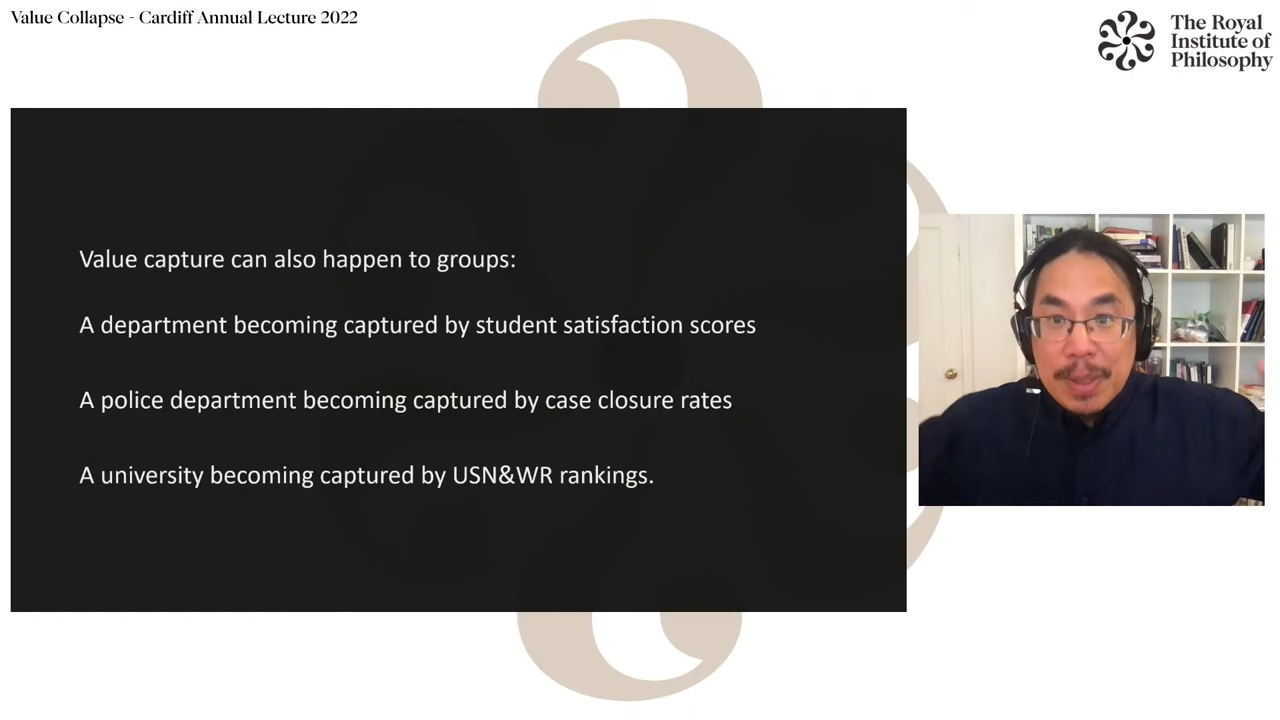 Value Collapse - Cardiff Annual Lecture 2022
The Royal
Institute of
Philosophy
Value capture can also happen to groups:
A department becoming captured by student satisfaction scores
A police department becoming captured by case closure rates
A university becoming captured by USN&WR rankings.